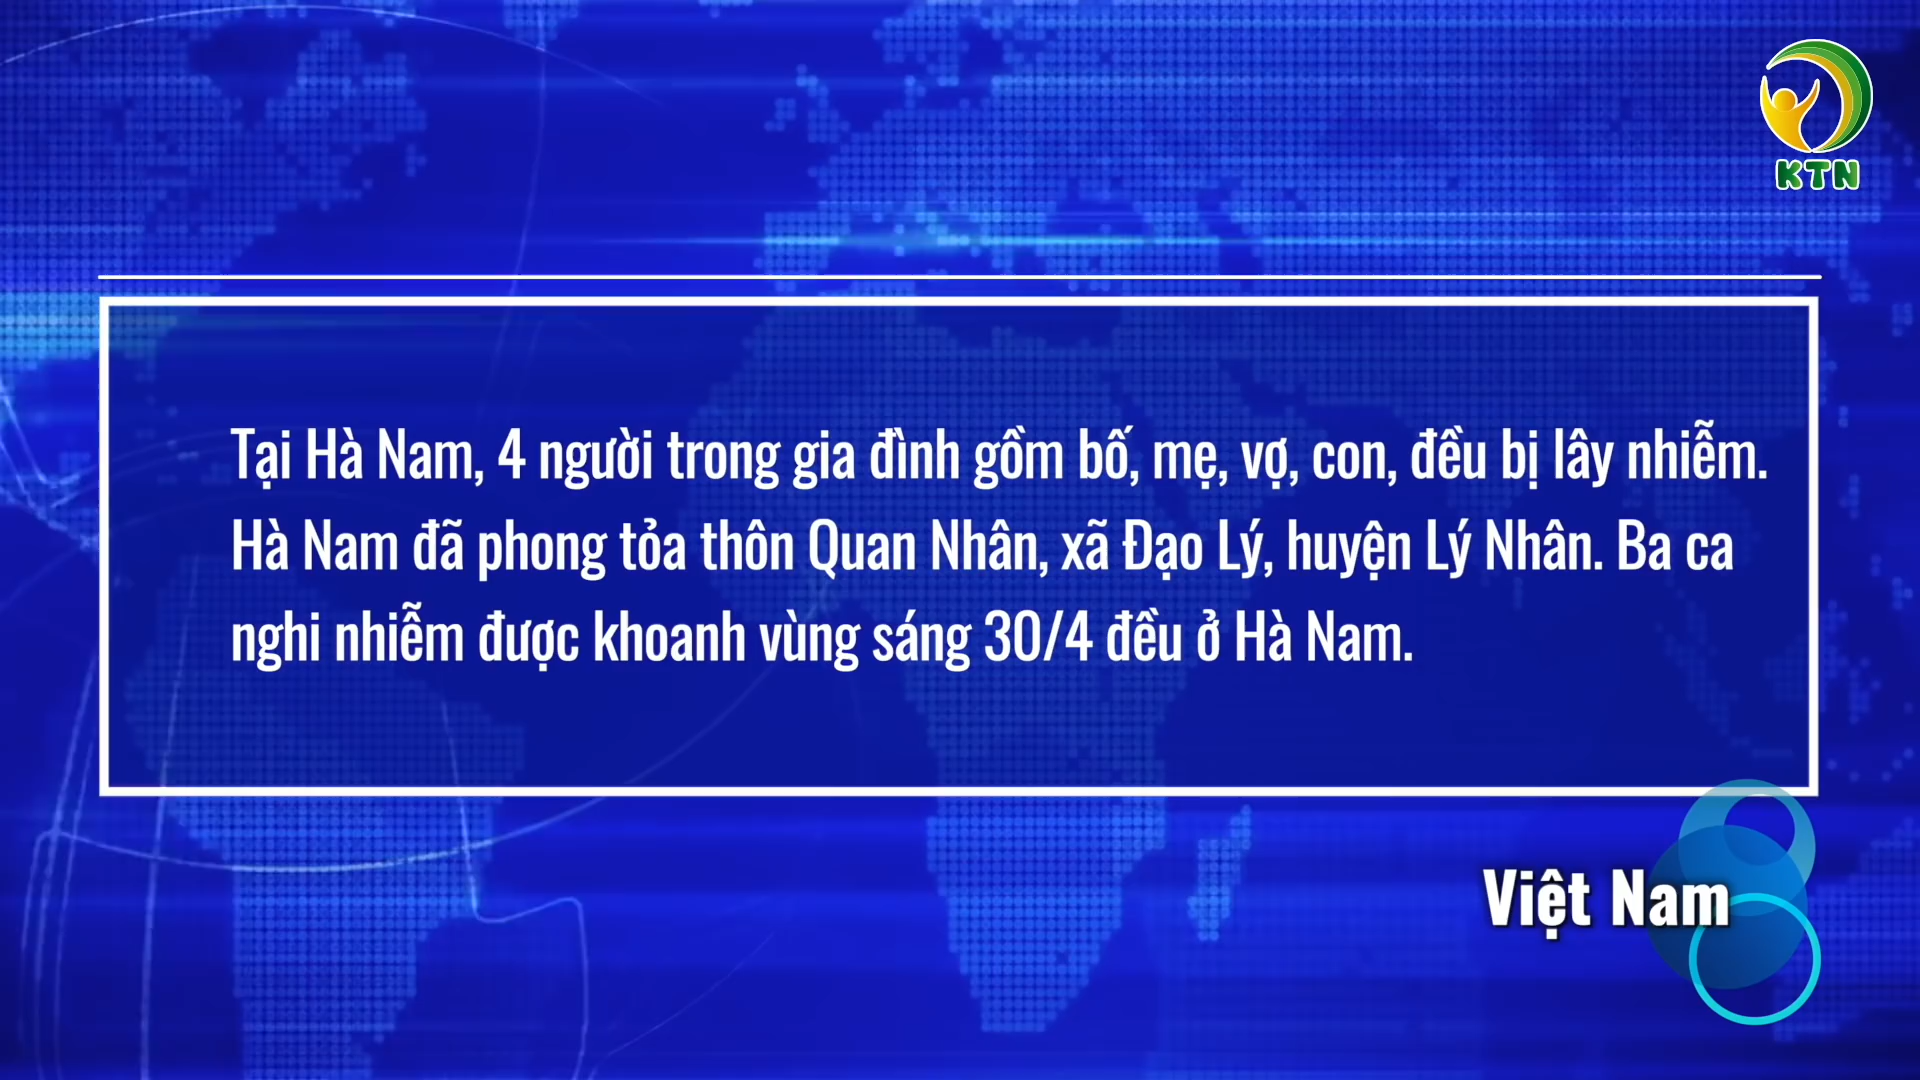 KTN
Tại Hà Nam, 4 người trong gia đình gồm bố, mẹ, vợ, con, đều bị lây nhiễm.
Hà Nam đã phong tỏa thôn Quan Nhân, xã Đạo Lý, huyện Lý Nhân. Ba ca
nghi nhiễm được khoanh vùng sáng 30/4 đều ở Hà Nam.
Việt Nam